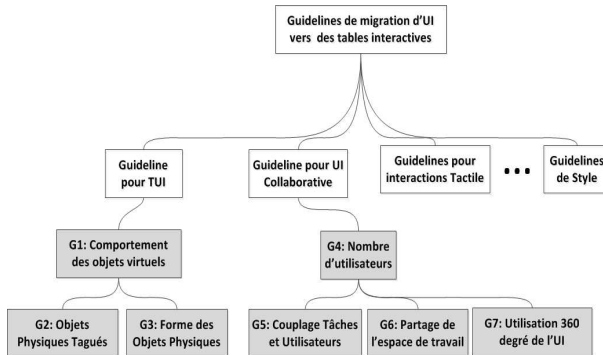 Guidelines de migration d'UI
vers des tables interactives
Guideline
pour TUI
Guideline pour UI
Collaborative
Guidelines pour
interactions Tactile
...
Guidelines
de Style
G1: Comportement
des objets virtuels
G4: Nombre
d'utilisateurs
G2: Objets
Physiques Tagués
G3: Forme des
Objets Physiques
G5: Couplage Tâches
et Utilisateurs
G6: Partage de
l'espace de travail
G7: Utilisation 360
degré de l'UI